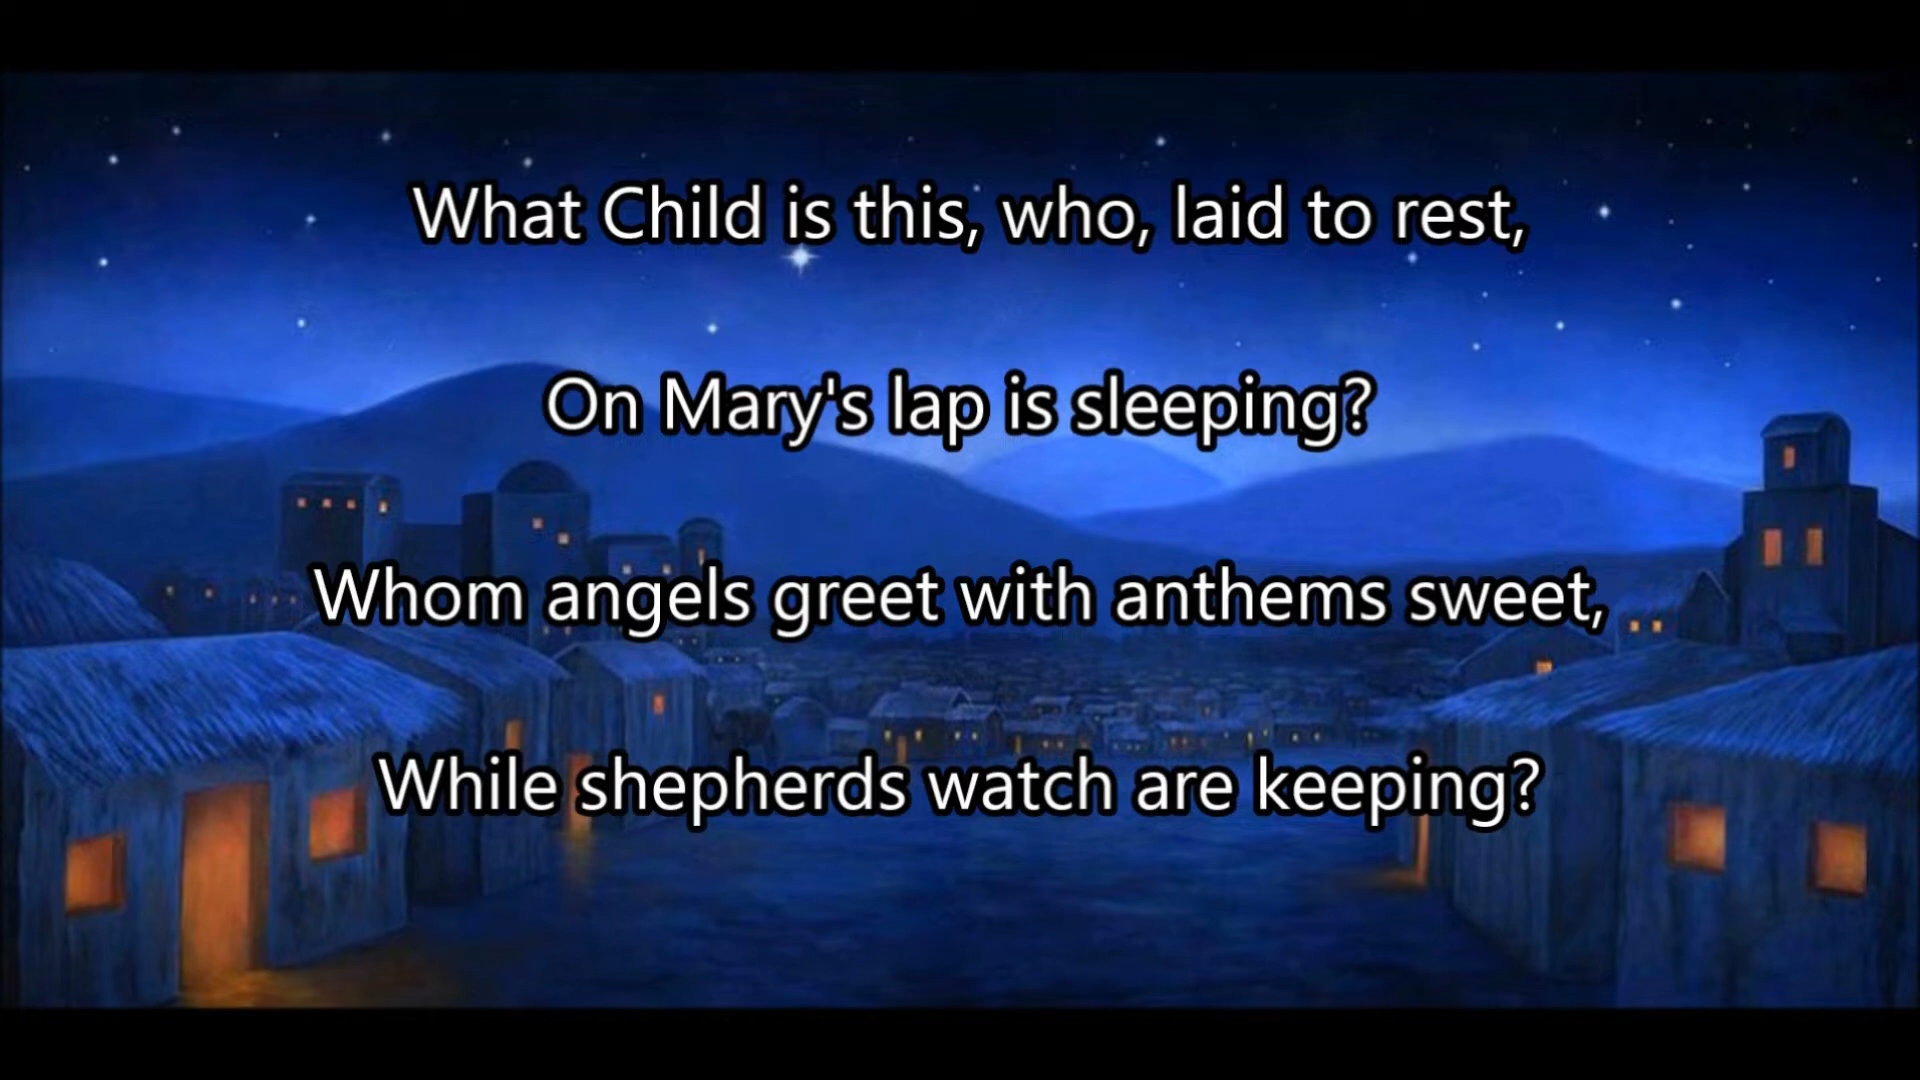 What Child is this, who, laid to rest,
On Mary's lap is sleeping?
Whom angels greet with anthems sweet,
While shepherds watch are keeping?